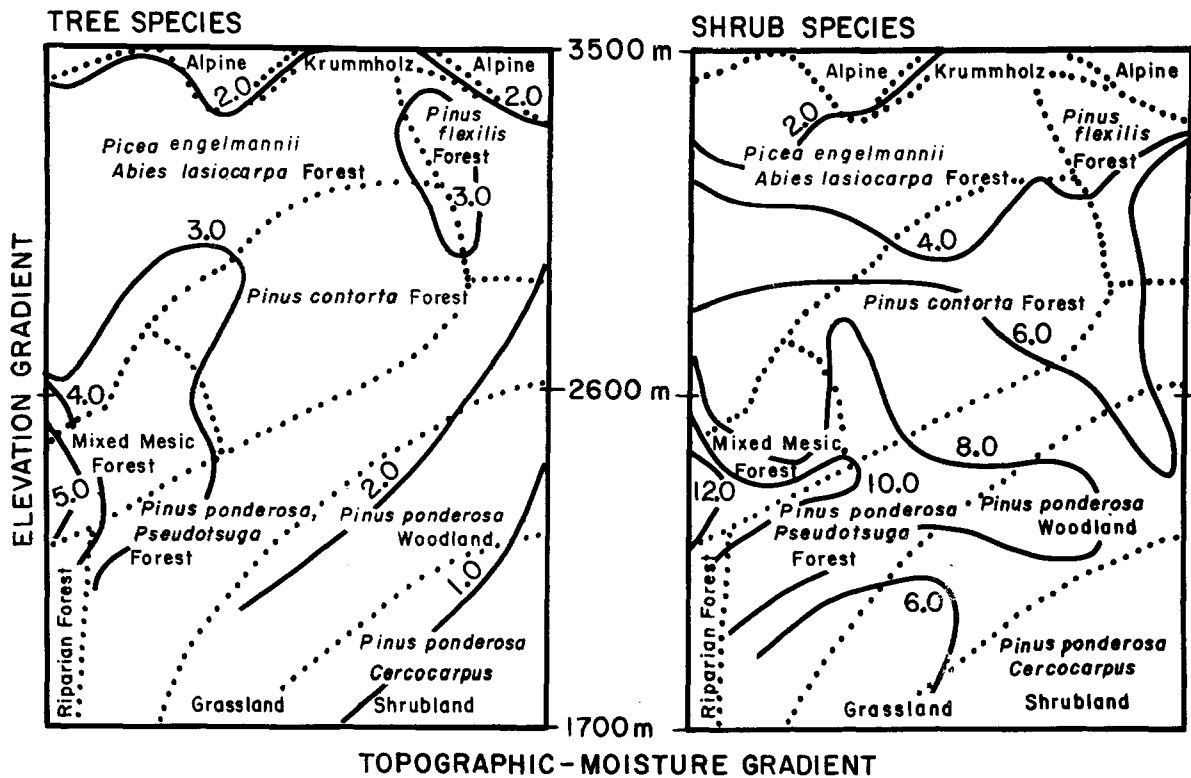 TREE SPECIES
SHRUB SPECIES
3500 m
2600 m
1700 m
ELEVATION GRADIENT
TOPOGRAPHIC-MOISTURE GRADIENT
Alpine
Krummholz
Alpine
2.0
2.0
Picea engelmannii
Abies lasiocarpa Forest
Pinus
flexilis
Forest
3.0
3.0
Pinus contorta Forest
4.0
Mixed Mesic
Forest
5.0
Pinus ponderosa,
Pseudotsuga
Forest
2.0
Pinus ponderosa
Woodland
1.0
Riparian Forest
Pinus ponderosa
Cercocarpus
Shrubland
Grassland
Alpine
Krummholz
Alpine
2.0
Picea engelmannii
Abies lasiocarpa Forest
Pinus
flexilis
Forest
4.0
Pinus contorta Forest
6.0
Mixed Mesic
Forest
8.0
12.0
10.0
Pinus ponderosa
Pseudotsuga
Forest
Pinus ponderosa
Woodland
6.0
Riparian Forest
Pinus ponderosa
Cercocarpus
Shrubland
Grassland